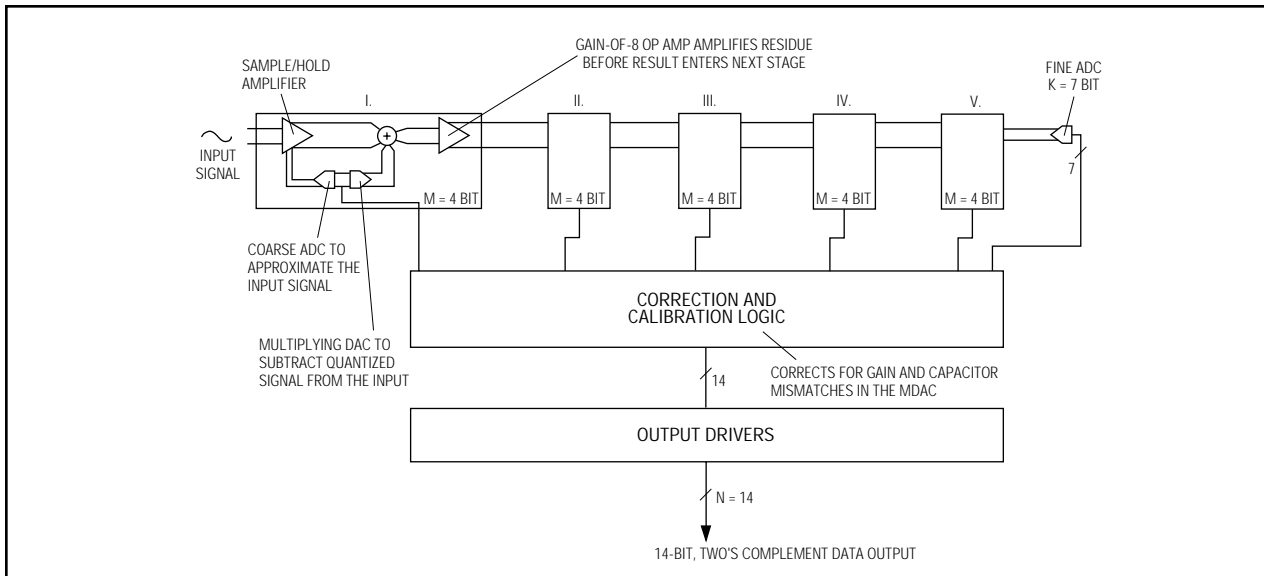 GAIN-OF-8 OP AMP AMPLIFIES RESIDUE
BEFORE RESULT ENTERS NEXT STAGE
SAMPLE/HOLD
AMPLIFIER
FINE ADC
K = 7 BIT
I.
II.
III.
IV.
V.
+
INPUT
SIGNAL
7
M = 4 BIT
M = 4 BIT
M = 4 BIT
M = 4 BIT
M = 4 BIT
COARSE ADC TO
APPROXIMATE THE
INPUT SIGNAL
CORRECTION AND
CALIBRATION LOGIC
MULTIPLYING DAC TO
SUBTRACT QUANTIZED
SIGNAL FROM THE INPUT
14
CORRECTS FOR GAIN AND CAPACITOR
MISMATCHES IN THE MDAC
OUTPUT DRIVERS
N = 14
14-BIT, TWO'S COMPLEMENT DATA OUTPUT